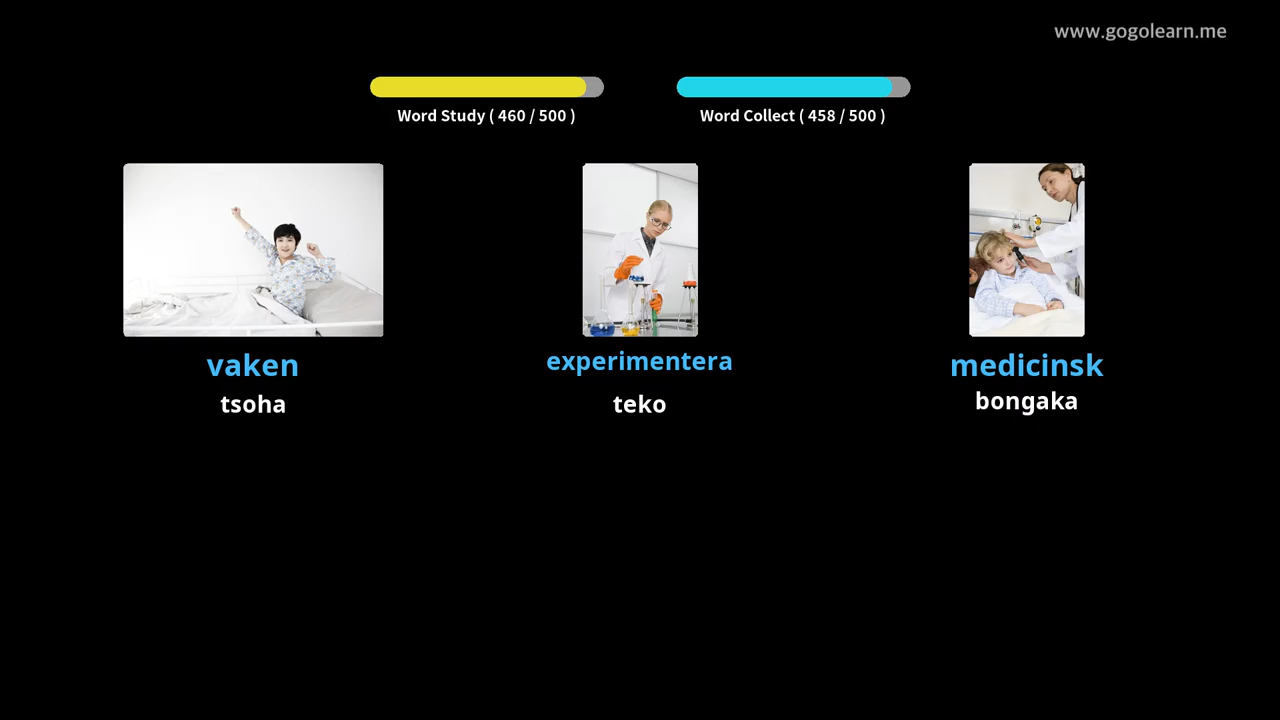 www.gogolearn.me
Word Study ( 460 / 500 )
Word Collect ( 458 / 500 )
vaken
tsoha
experimentera
teko
medicinsk
bongaka